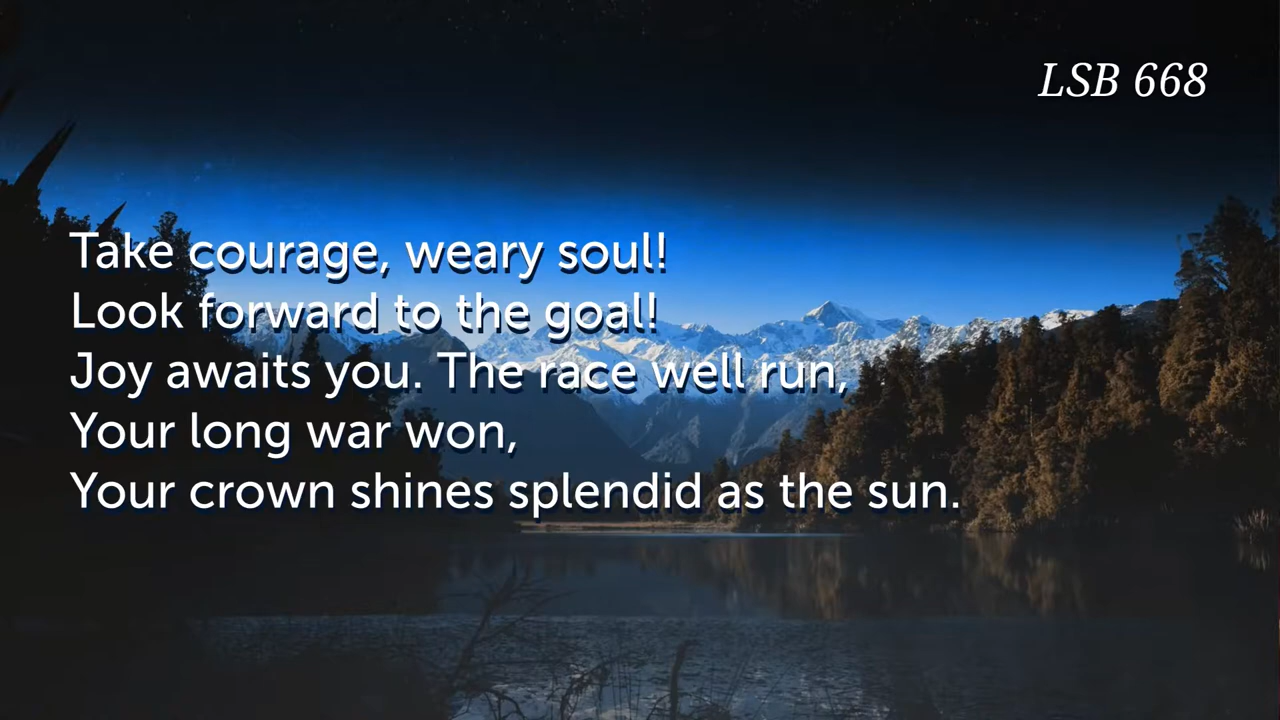 LSB 668
Take courage, weary soul!
Look forward to the goal!
Joy awaits you. The race well run,
Your long war won,
Your crown shines splendid as the sun.